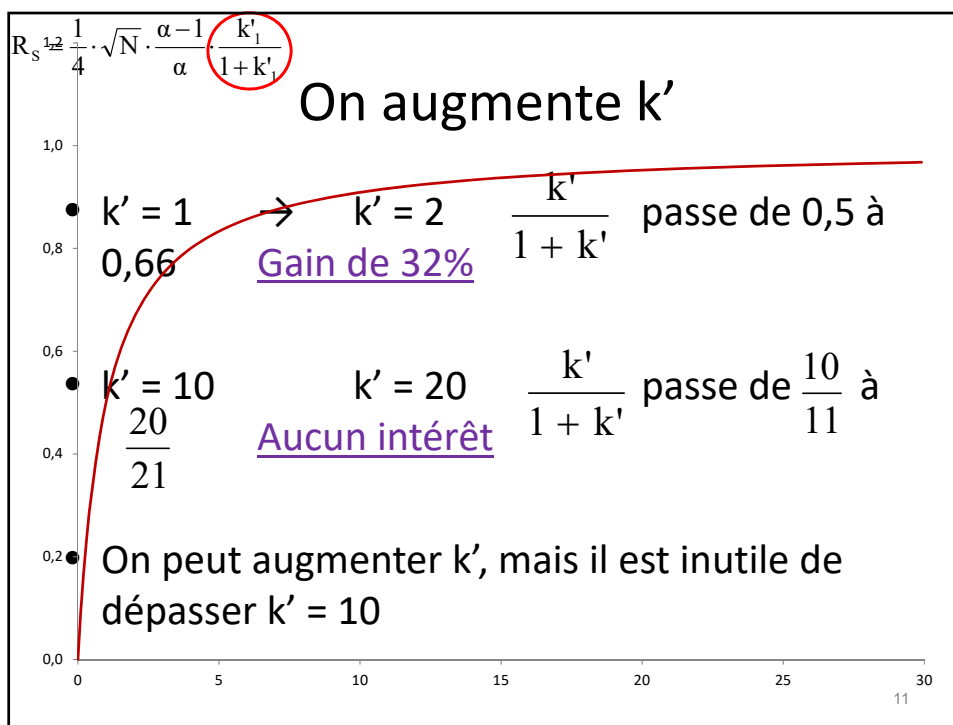 R_S = 1/4 · √N · (α − 1)/α · k'₁/(1 + k'₁)
On augmente k’
• k’ = 1 → k’ = 2 k'/(1 + k') passe de 0,5 à
0,66 Gain de 32%
• k’ = 10 k’ = 20 k'/(1 + k') passe de 10/11 à
20/21 Aucun intérêt
• On peut augmenter k’, mais il est inutile de
dépasser k’ = 10
1,2
1,0
0,8
0,6
0,4
0,2
0,0
0 5 10 15 20 25 30
11